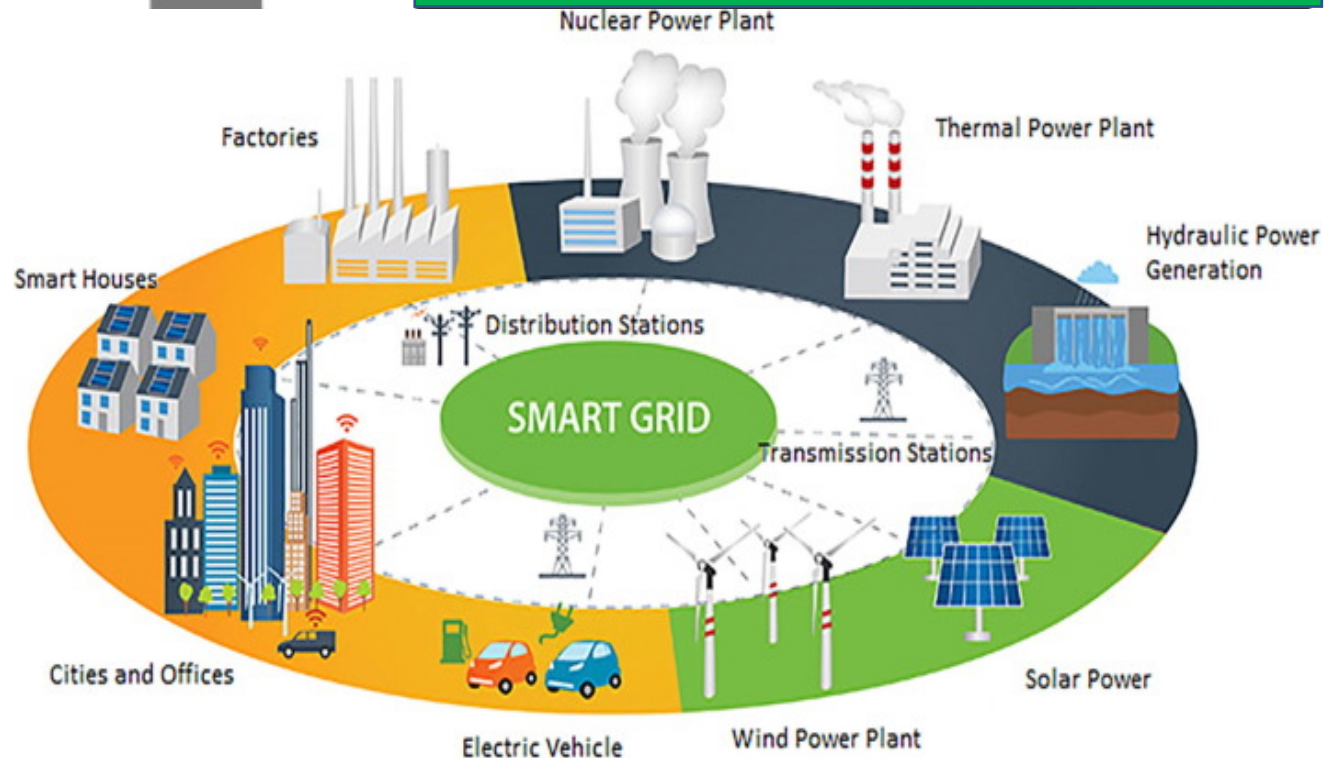 Nuclear Power Plant
Factories
Thermal Power Plant
Hydraulic Power
Generation
Smart Houses
Distribution Stations
SMART GRID
Transmission Stations
Cities and Offices
Solar Power
Electric Vehicle
Wind Power Plant